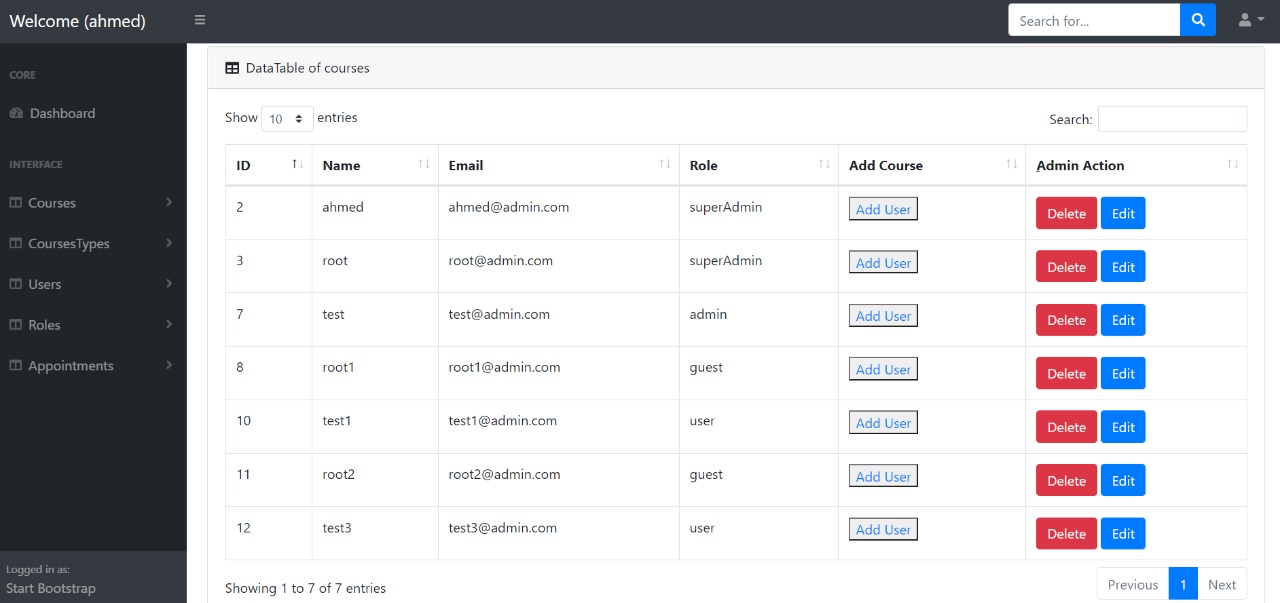 Welcome (ahmed)
Search for...
CORE
Dashboard
INTERFACE
Courses
CoursesTypes
Users
Roles
Appointments
Logged in as:
Start Bootstrap
DataTable of courses
Show 10 entries
Search:
ID Name Email Role Add Course Admin Action
2 ahmed ahmed@admin.com superAdmin Add User Delete Edit
3 root root@admin.com superAdmin Add User Delete Edit
7 test test@admin.com admin Add User Delete Edit
8 root1 root1@admin.com guest Add User Delete Edit
10 test1 test1@admin.com user Add User Delete Edit
11 root2 root2@admin.com guest Add User Delete Edit
12 test3 test3@admin.com user Add User Delete Edit
Showing 1 to 7 of 7 entries
Previous 1 Next